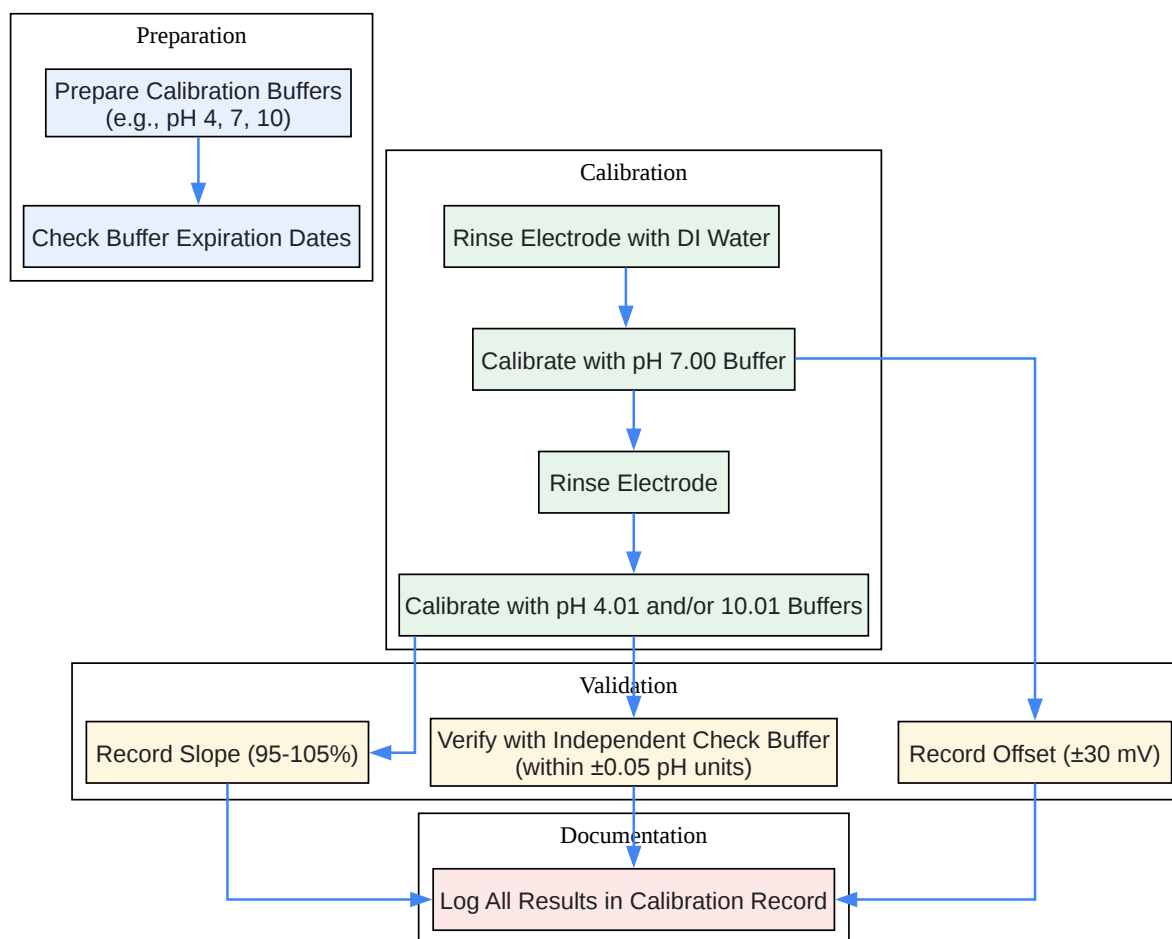 Preparation
Prepare Calibration Buffers
(e.g., pH 4, 7, 10)
Check Buffer Expiration Dates
Calibration
Rinse Electrode with DI Water
Calibrate with pH 7.00 Buffer
Rinse Electrode
Calibrate with pH 4.01 and/or 10.01 Buffers
Validation
Record Slope (95-105%)
Verify with Independent Check Buffer
(within ±0.05 pH units)
Record Offset (±30 mV)
Documentation
Log All Results in Calibration Record